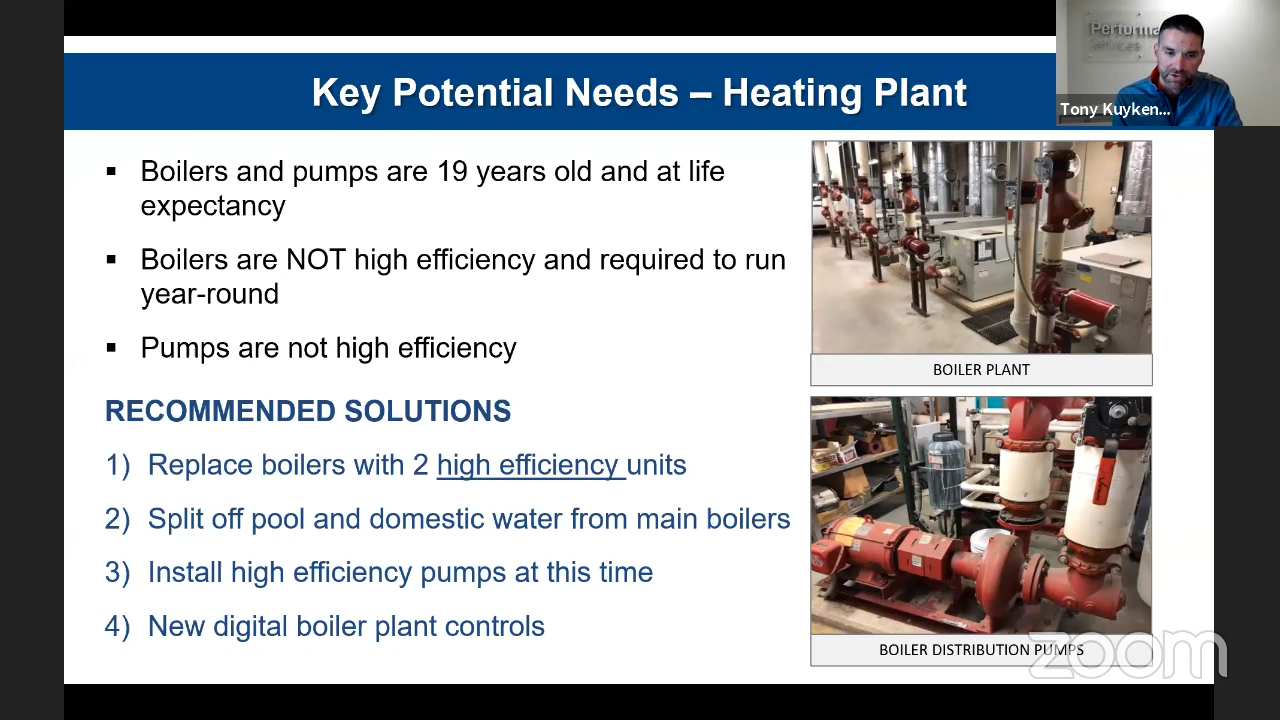 Key Potential Needs – Heating Plant
▪ Boilers and pumps are 19 years old and at life
expectancy
▪ Boilers are NOT high efficiency and required to run
year-round
▪ Pumps are not high efficiency
RECOMMENDED SOLUTIONS
1) Replace boilers with 2 high efficiency units
2) Split off pool and domestic water from main boilers
3) Install high efficiency pumps at this time
4) New digital boiler plant controls
BOILER PLANT
BOILER DISTRIBUTION PUMPS
Services
Tony Kuyken...
zoom